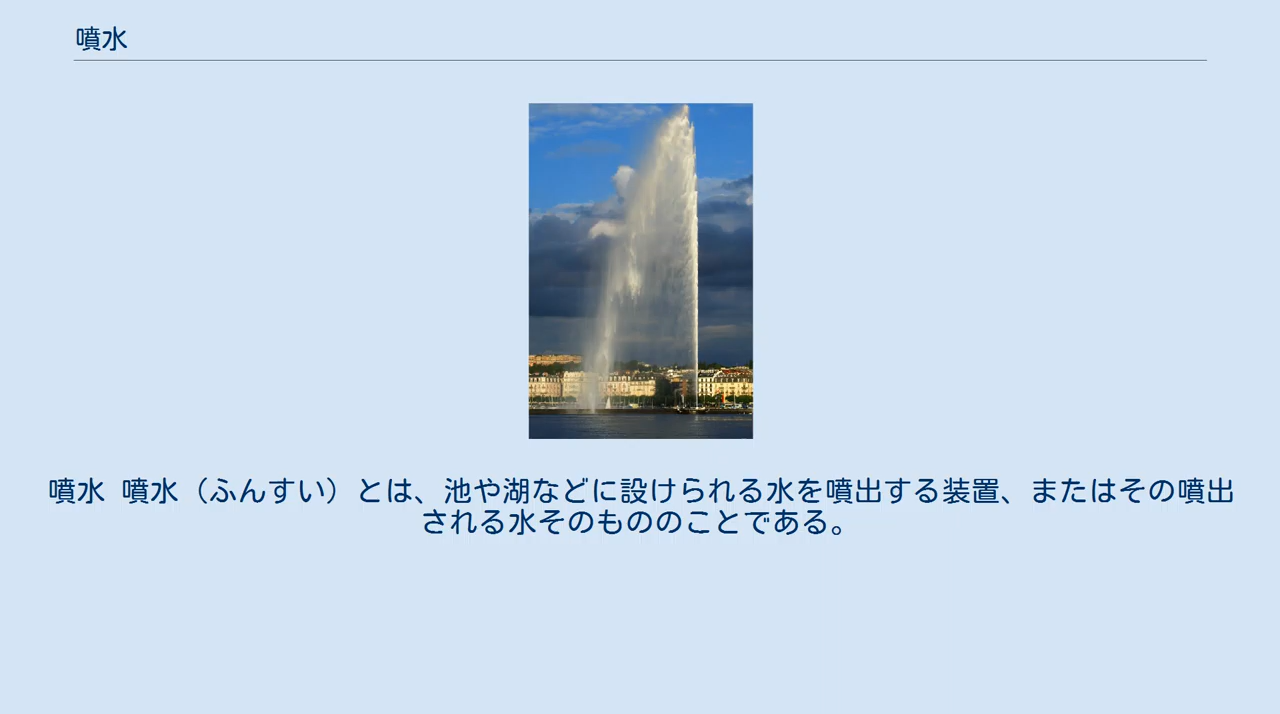 噴水
噴水 噴水（ふんすい）とは、池や湖などに設けられる水を噴出する装置、またはその噴出
される水そのもののことである。